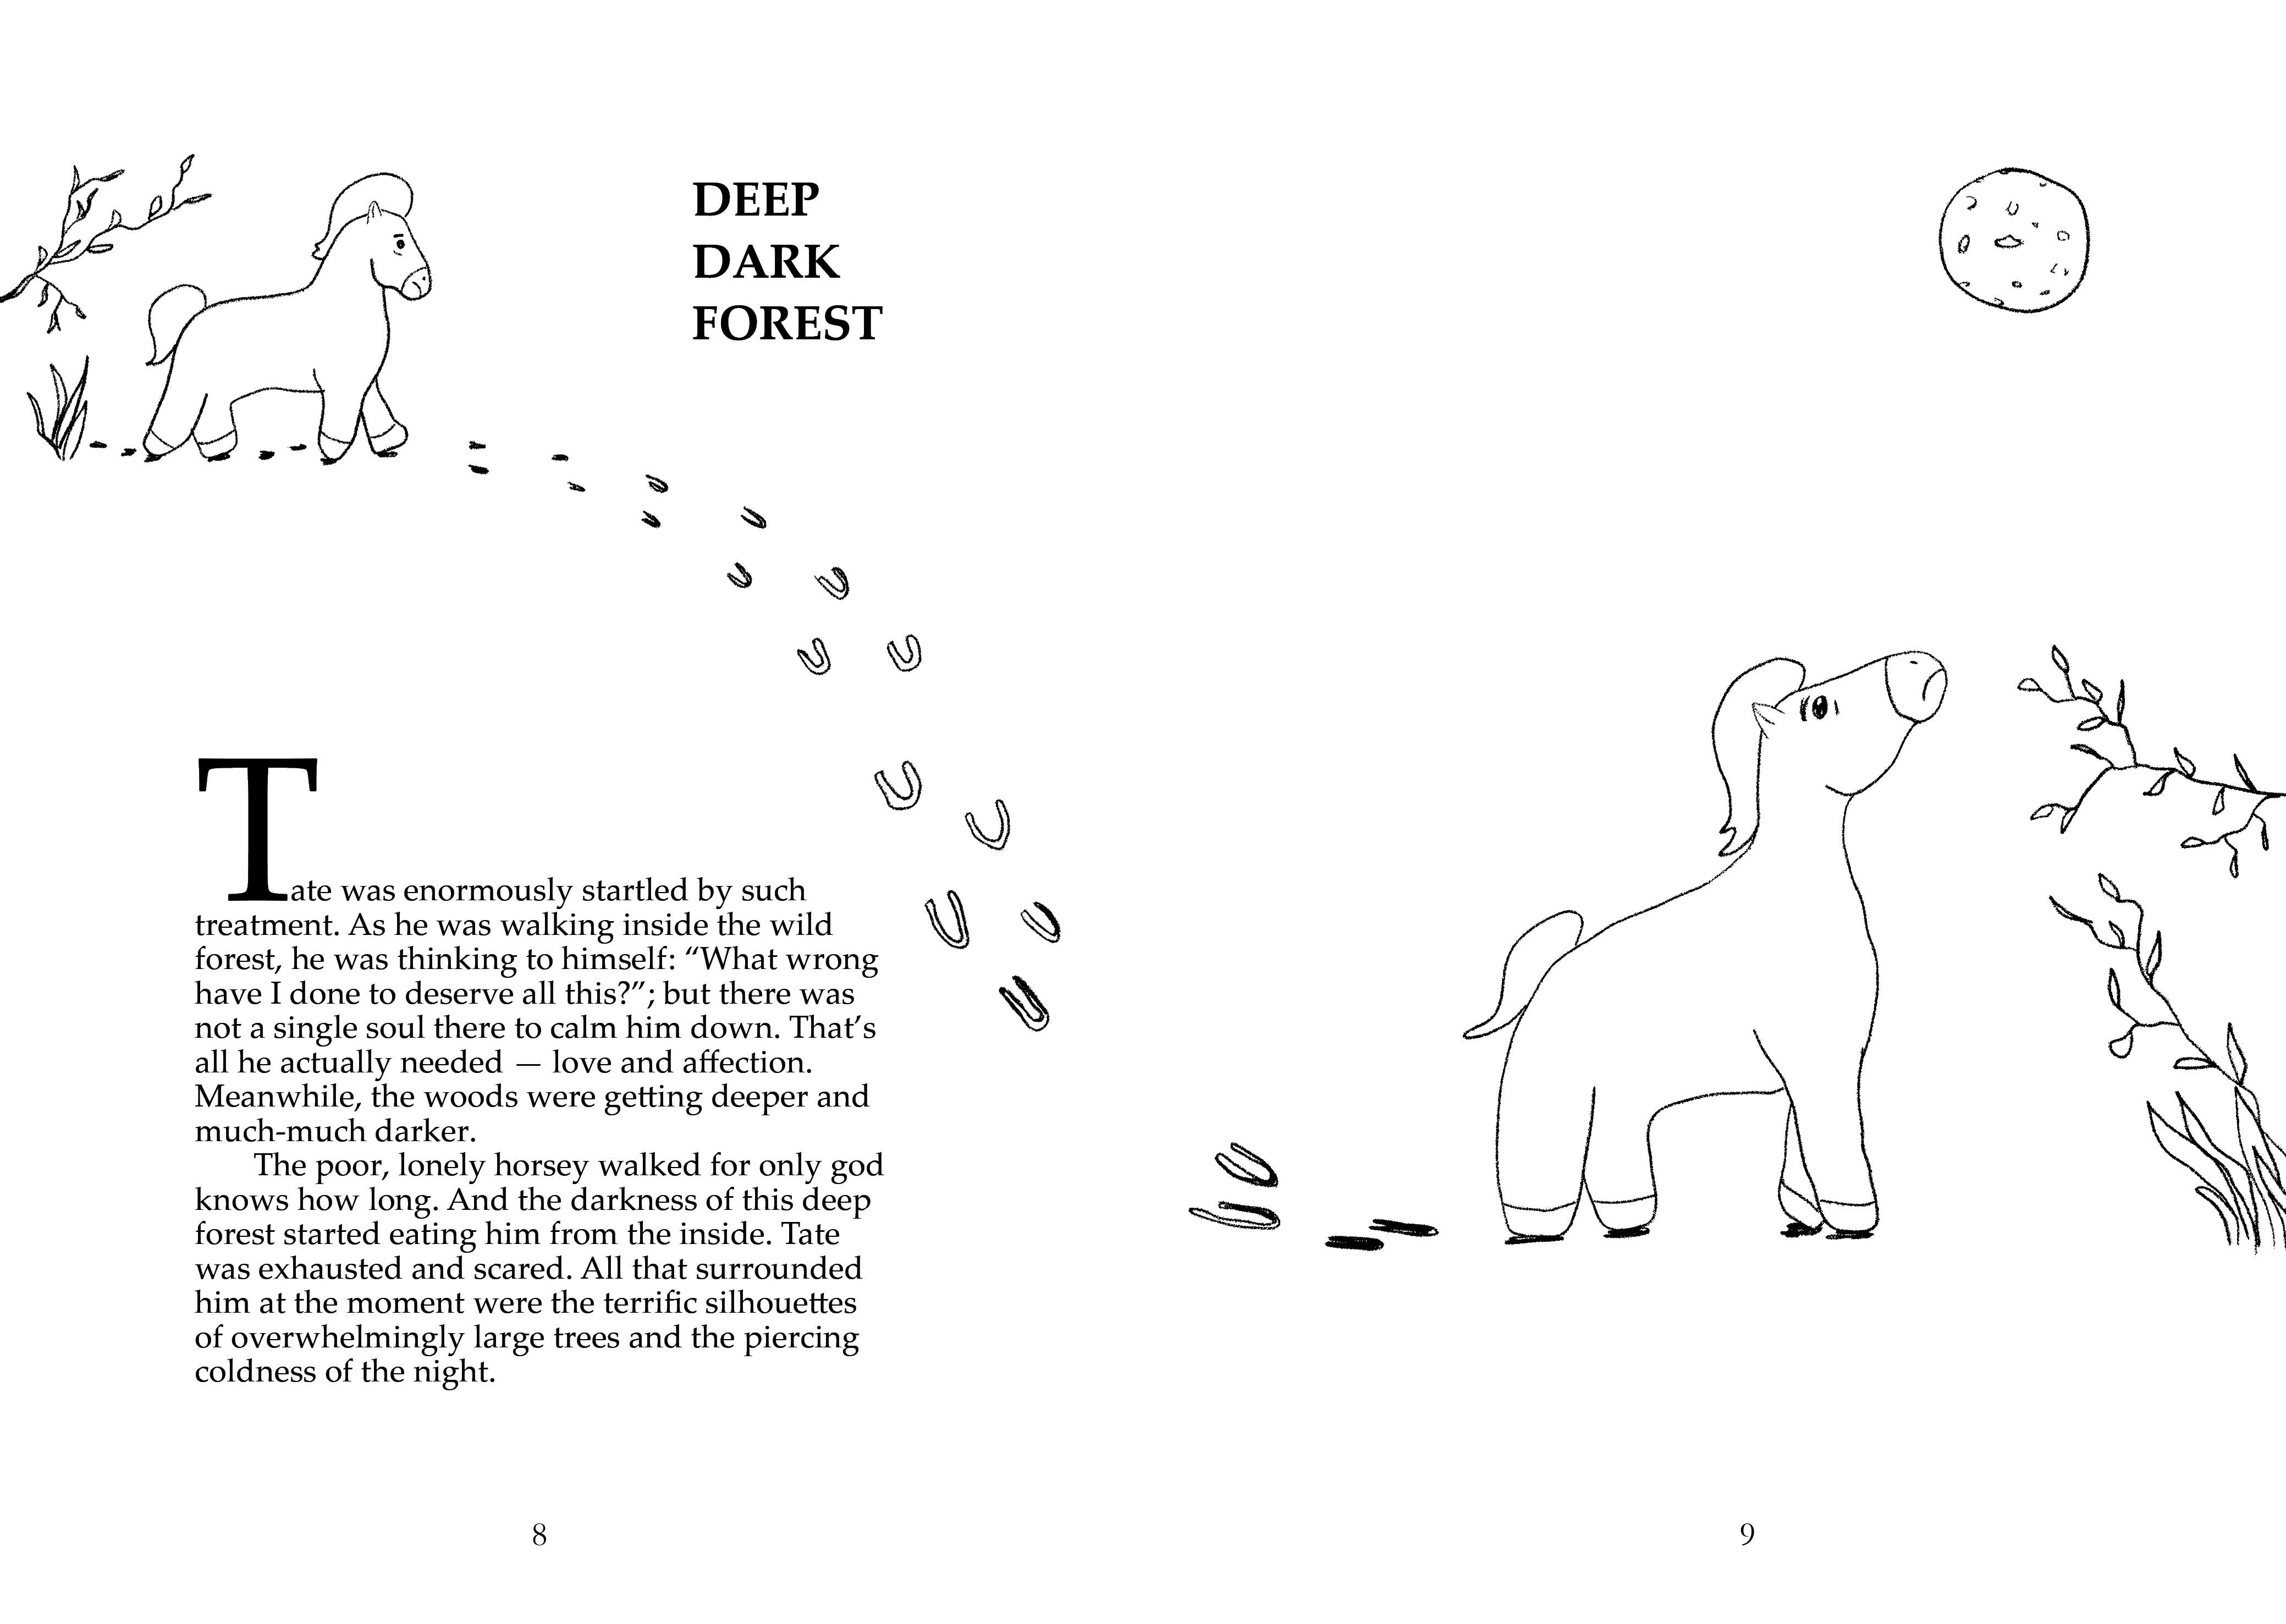 DEEP
DARK
FOREST
Tate was enormously startled by such
treatment. As he was walking inside the wild
forest, he was thinking to himself: “What wrong
have I done to deserve all this?”; but there was
not a single soul there to calm him down. That’s
all he actually needed — love and affection.
Meanwhile, the woods were getting deeper and
much-much darker.
The poor, lonely horsey walked for only god
knows how long. And the darkness of this deep
forest started eating him from the inside. Tate
was exhausted and scared. All that surrounded
him at the moment were the terrific silhouettes
of overwhelmingly large trees and the piercing
coldness of the night.
8
9